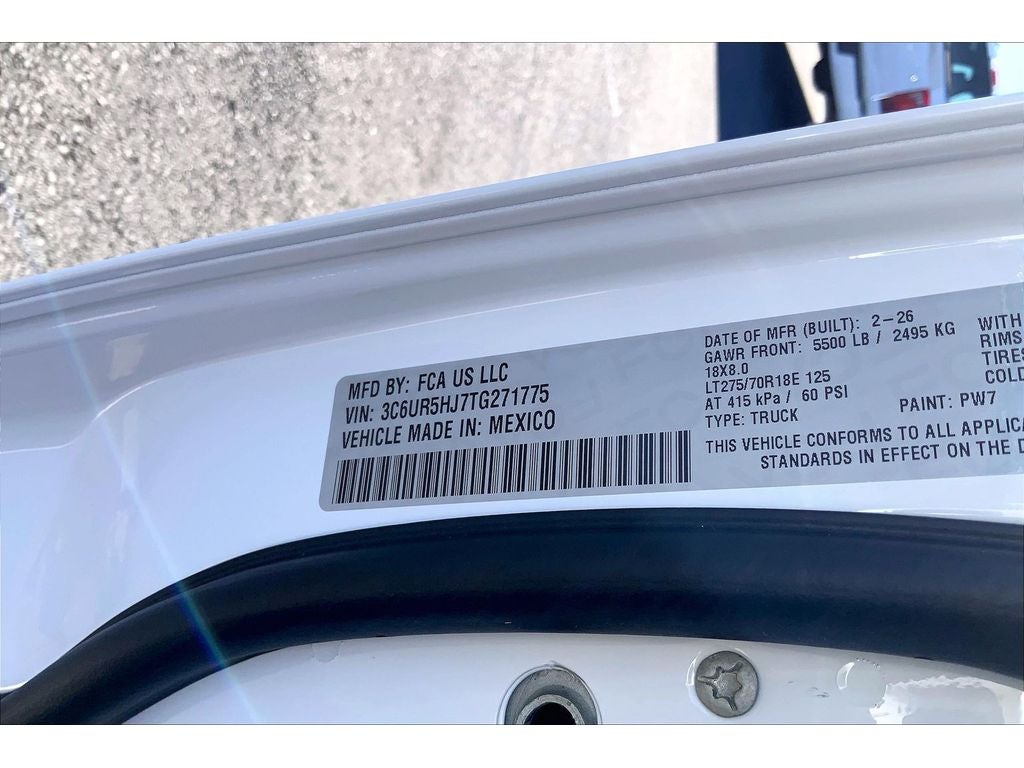 MFD BY: FCA US LLC
VIN: 3C6UR5HJ7TG271775
VEHICLE MADE IN: MEXICO
DATE OF MFR (BUILT): 2-26
GAWR FRONT: 5500 LB / 2495 KG
18X8.0
LT275/70R18E 125
AT 415 kPa / 60 PSI
TYPE: TRUCK
PAINT: PW7
WITH
RIMS
TIRES
COLD
THIS VEHICLE CONFORMS TO ALL
STANDARDS IN EFFECT ON THE